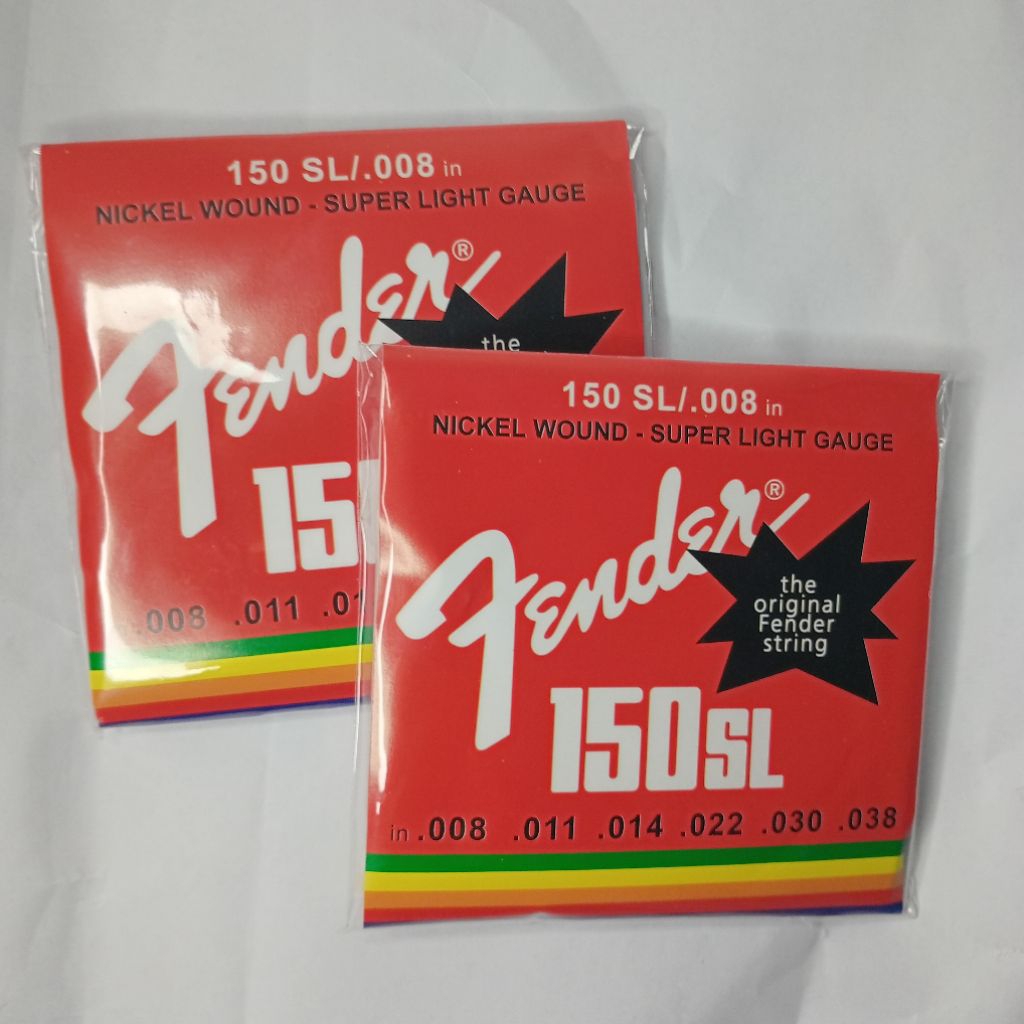 150 SL/.008 in
NICKEL WOUND - SUPER LIGHT GAUGE
Fender®
the
15
.008 .011 .01
150 SL/.008 in
NICKEL WOUND - SUPER LIGHT GAUGE
Fender®
the
original
Fender
string
150SL
in .008 .011 .014 .022 .030 .038